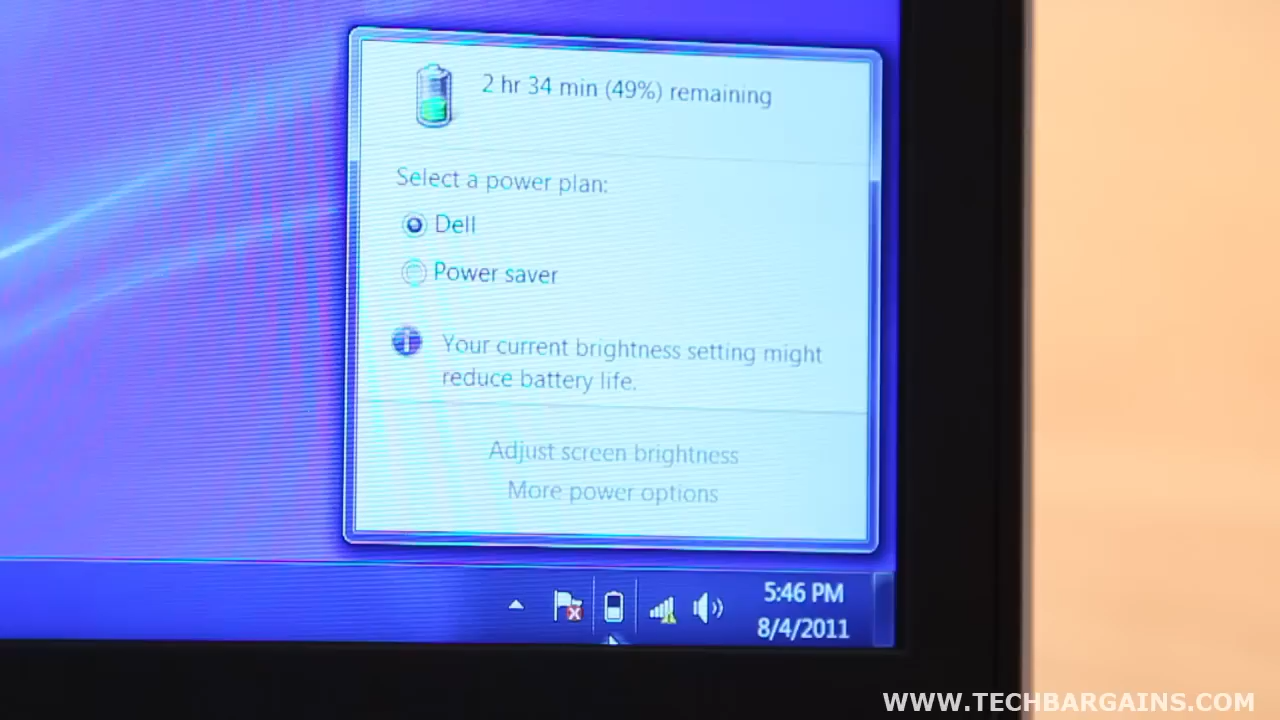 2 hr 34 min (49%) remaining
Select a power plan:
Dell
Power saver
Your current brightness setting might
reduce battery life.
Adjust screen brightness
More power options
5:46 PM
8/4/2011
WWW.TECHBARGAINS.COM